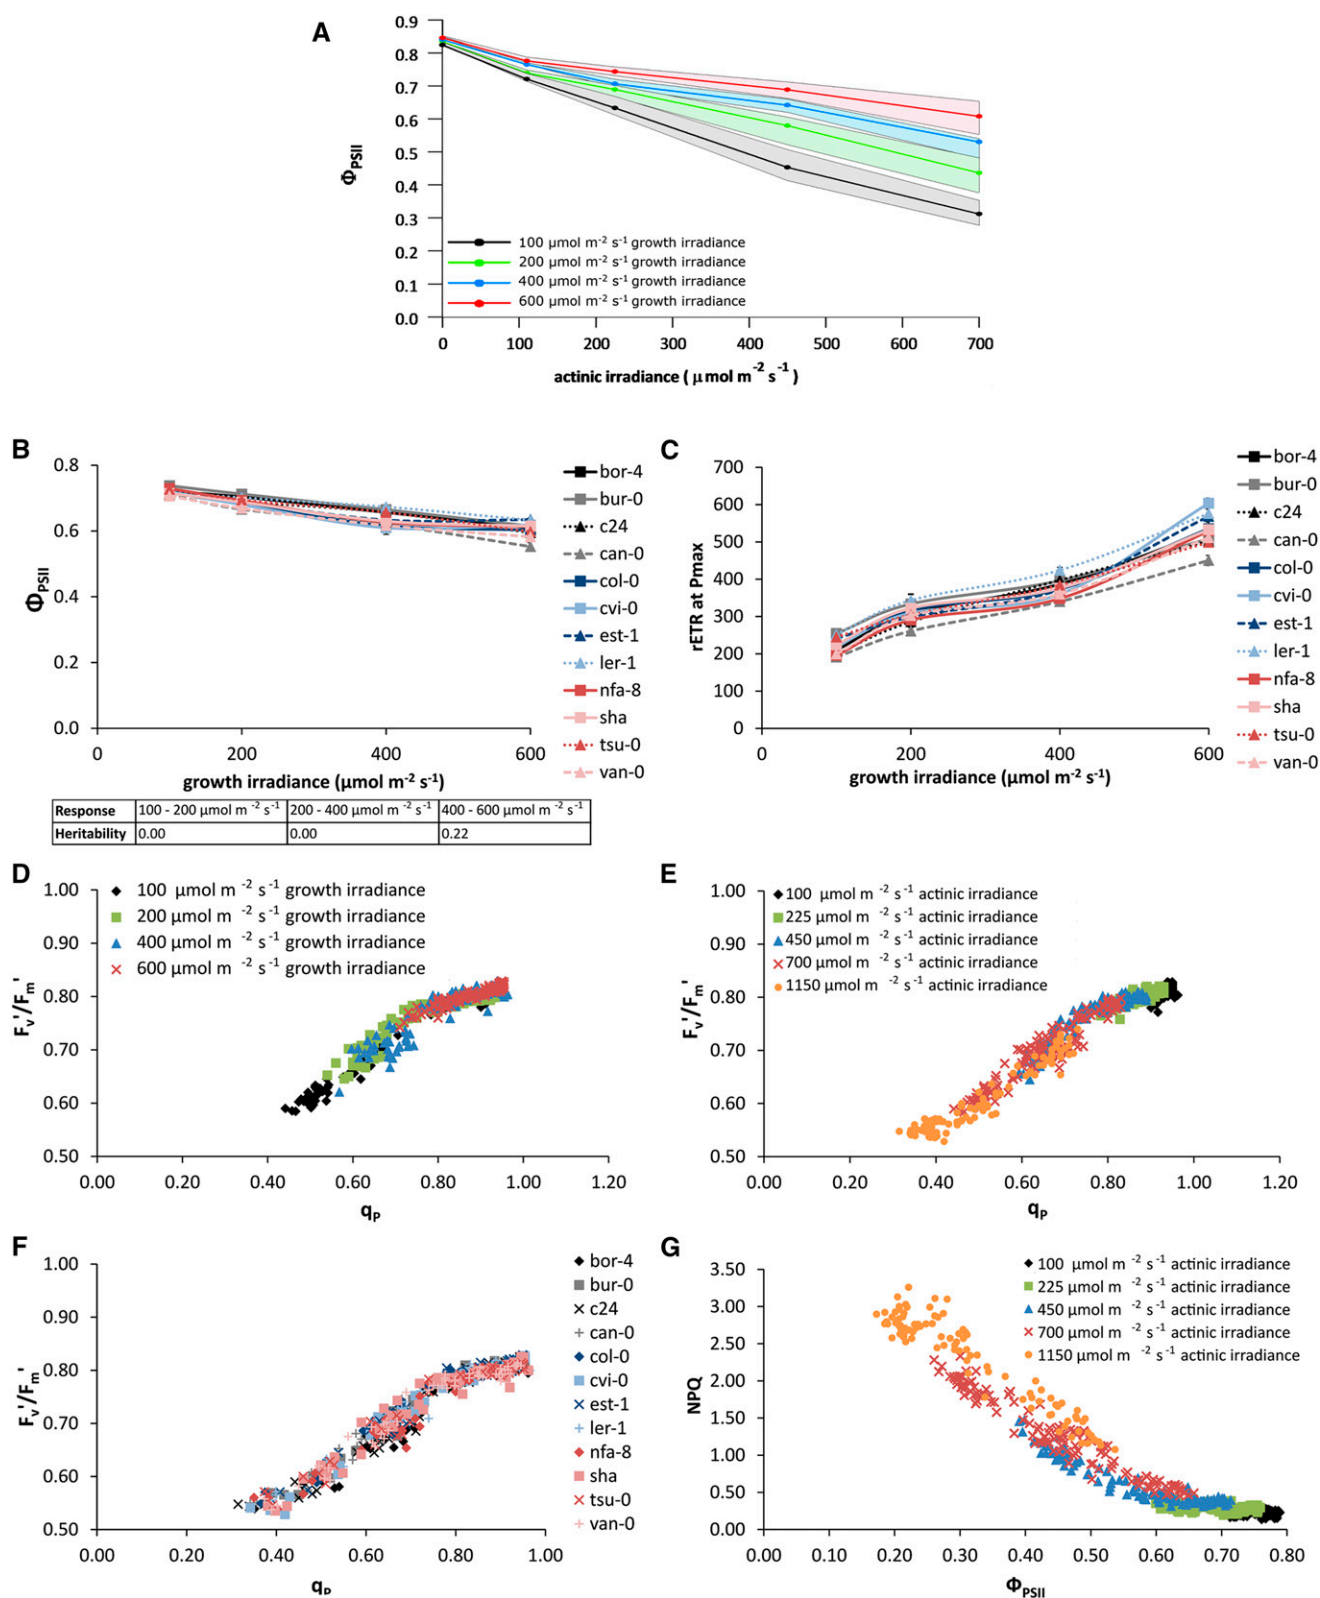 A
0.9
0.8
0.7
0.6
0.5
0.4
0.3
0.2
0.1
0.0
Φ_PSII
100 µmol m⁻² s⁻¹ growth irradiance
200 µmol m⁻² s⁻¹ growth irradiance
400 µmol m⁻² s⁻¹ growth irradiance
600 µmol m⁻² s⁻¹ growth irradiance
0 100 200 300 400 500 600 700
actinic irradiance ( µ mol m⁻² s⁻¹ )
B
0.8
0.6
0.4
0.2
0.0
Φ_PSII
0 200 400 600
growth irradiance (µmol m⁻² s⁻¹)
bor-4
bur-0
c24
can-0
col-0
cvi-0
est-1
ler-1
nfa-8
sha
tsu-0
van-0
Response 100 - 200 µmol m⁻² s⁻¹ 200 - 400 µmol m⁻² s⁻¹ 400 - 600 µmol m⁻² s⁻¹
Heritability 0.00 0.00 0.22
C
700
600
500
400
300
200
100
0
rETR at Pmax
0 200 400 600
growth irradiance (µmol m⁻² s⁻¹)
bor-4
bur-0
c24
can-0
col-0
cvi-0
est-1
ler-1
nfa-8
sha
tsu-0
van-0
D
1.00
0.90
0.80
0.70
0.60
0.50
Fv'/Fm'
100 µmol m⁻² s⁻¹ growth irradiance
200 µmol m⁻² s⁻¹ growth irradiance
400 µmol m⁻² s⁻¹ growth irradiance
600 µmol m⁻² s⁻¹ growth irradiance
0.00 0.20 0.40 0.60 0.80 1.00 1.20
qP
E
1.00
0.90
0.80
0.70
0.60
0.50
Fv'/Fm'
100 µmol m⁻² s⁻¹ actinic irradiance
225 µmol m⁻² s⁻¹ actinic irradiance
450 µmol m⁻² s⁻¹ actinic irradiance
700 µmol m⁻² s⁻¹ actinic irradiance
1150 µmol m⁻² s⁻¹ actinic irradiance
0.00 0.20 0.40 0.60 0.80 1.00 1.20
qP
F
1.00
0.90
0.80
0.70
0.60
0.50
Fv'/Fm'
0.00 0.20 0.40 0.60 0.80 1.00
qP
bor-4
bur-0
c24
can-0
col-0
cvi-0
est-1
ler-1
nfa-8
sha
tsu-0
van-0
G
3.50
3.00
2.50
2.00
1.50
1.00
0.50
0.00
NPQ
100 µmol m⁻² s⁻¹ actinic irradiance
225 µmol m⁻² s⁻¹ actinic irradiance
450 µmol m⁻² s⁻¹ actinic irradiance
700 µmol m⁻² s⁻¹ actinic irradiance
1150 µmol m⁻² s⁻¹ actinic irradiance
0.00 0.10 0.20 0.30 0.40 0.50 0.60 0.70 0.80
Φ_PSII